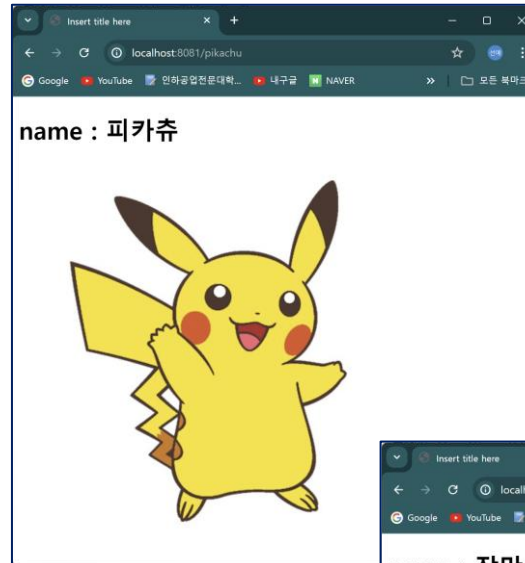 Insert title here
localhost:8081/pikachu
Google YouTube 인하공업전문대학... 내구글 NAVER » 모든 북마크
name : 피카츄
Insert title here
Google YouTube